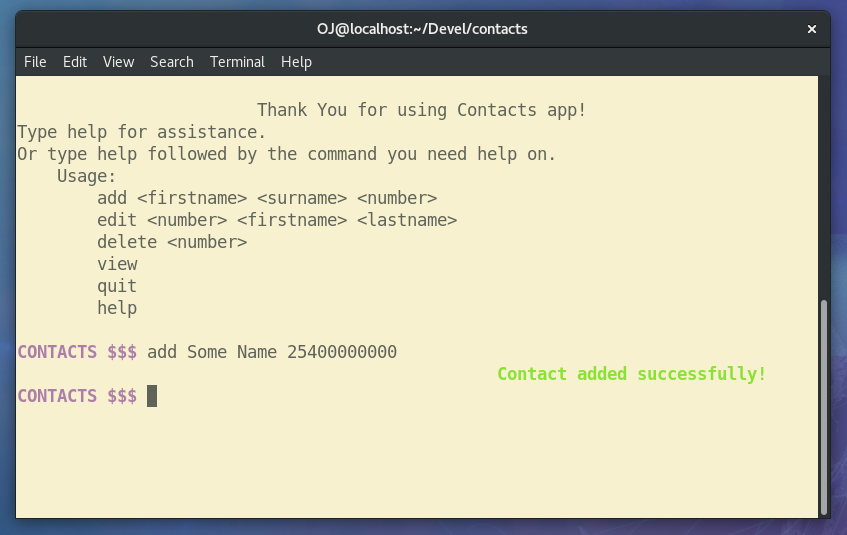 OJ@localhost:~/Devel/contacts ×
File Edit View Search Terminal Help
Thank You for using Contacts app!
Type help for assistance.
Or type help followed by the command you need help on.
Usage:
add <firstname> <surname> <number>
edit <number> <firstname> <lastname>
delete <number>
view
quit
help
CONTACTS $$$ add Some Name 25400000000
Contact added successfully!
CONTACTS $$$